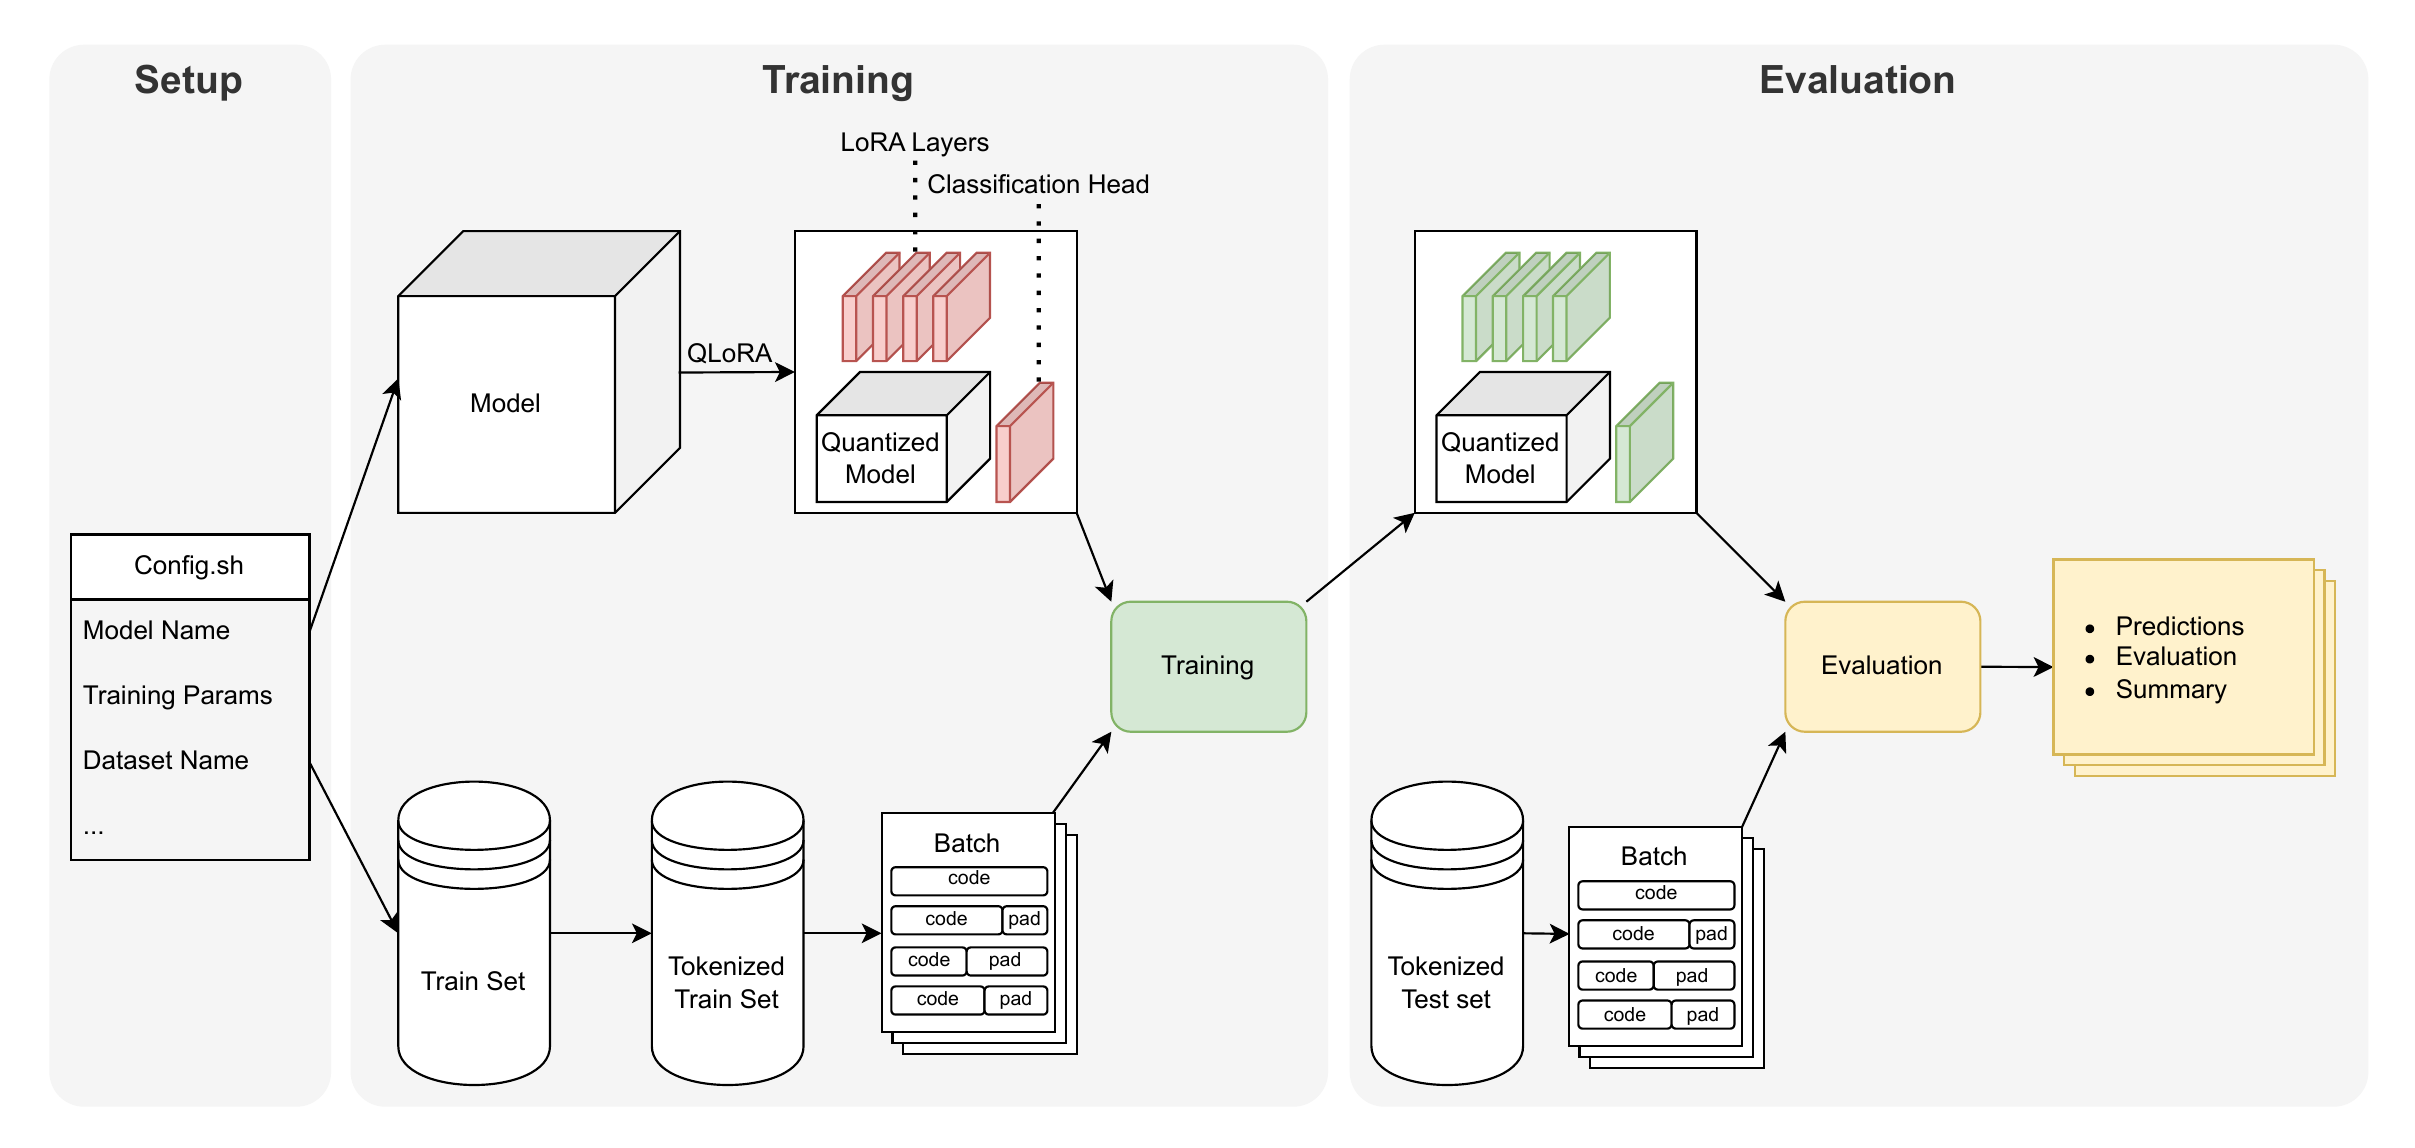 Setup
Config.sh
Model Name
Training Params
Dataset Name
...
Training
LoRA Layers
Classification Head
Model
QLoRA
Quantized
Model
Training
Train Set
Tokenized
Train Set
Batch
code
code pad
code pad
code pad
Evaluation
Quantized
Model
Evaluation
• Predictions
• Evaluation
• Summary
Tokenized
Test set
Batch
code
code pad
code pad
code pad